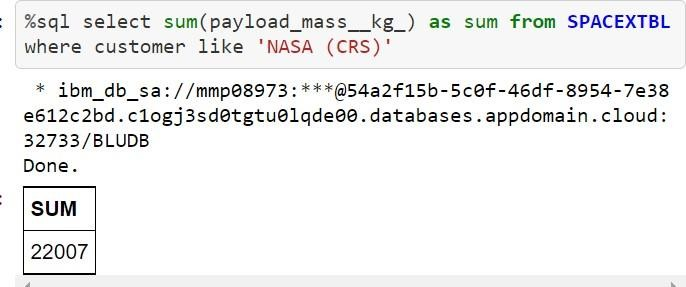 %sql select sum(payload_mass__kg_) as sum from SPACEXTBL
where customer like 'NASA (CRS)'
* ibm_db_sa://mmp08973:***@54a2f15b-5c0f-46df-8954-7e38
e612c2bd.c1ogj3sd0tgtu0lqde00.databases.appdomain.cloud:
32733/BLUDB
Done.
SUM
22007